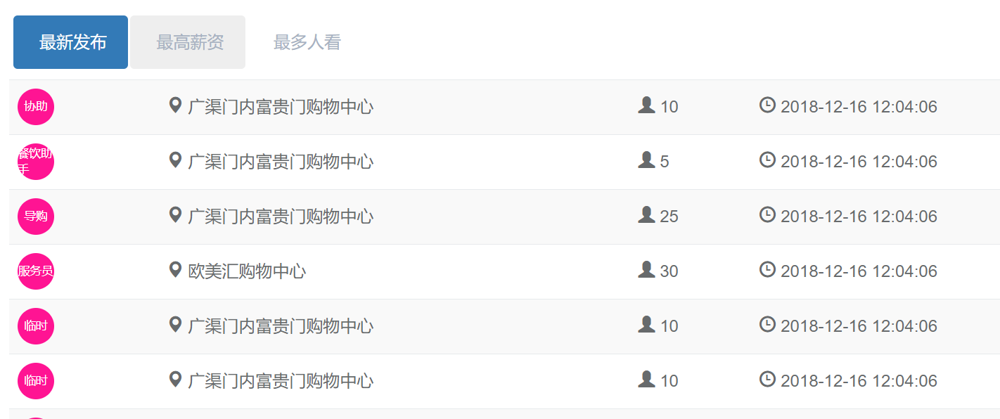 最新发布 最高薪资 最多人看
协助 广渠门内富贵门购物中心 10 2018-12-16 12:04:06
餐饮助
手 广渠门内富贵门购物中心 5 2018-12-16 12:04:06
导购 广渠门内富贵门购物中心 25 2018-12-16 12:04:06
服务员 欧美汇购物中心 30 2018-12-16 12:04:06
临时 广渠门内富贵门购物中心 10 2018-12-16 12:04:06
临时 广渠门内富贵门购物中心 10 2018-12-16 12:04:06